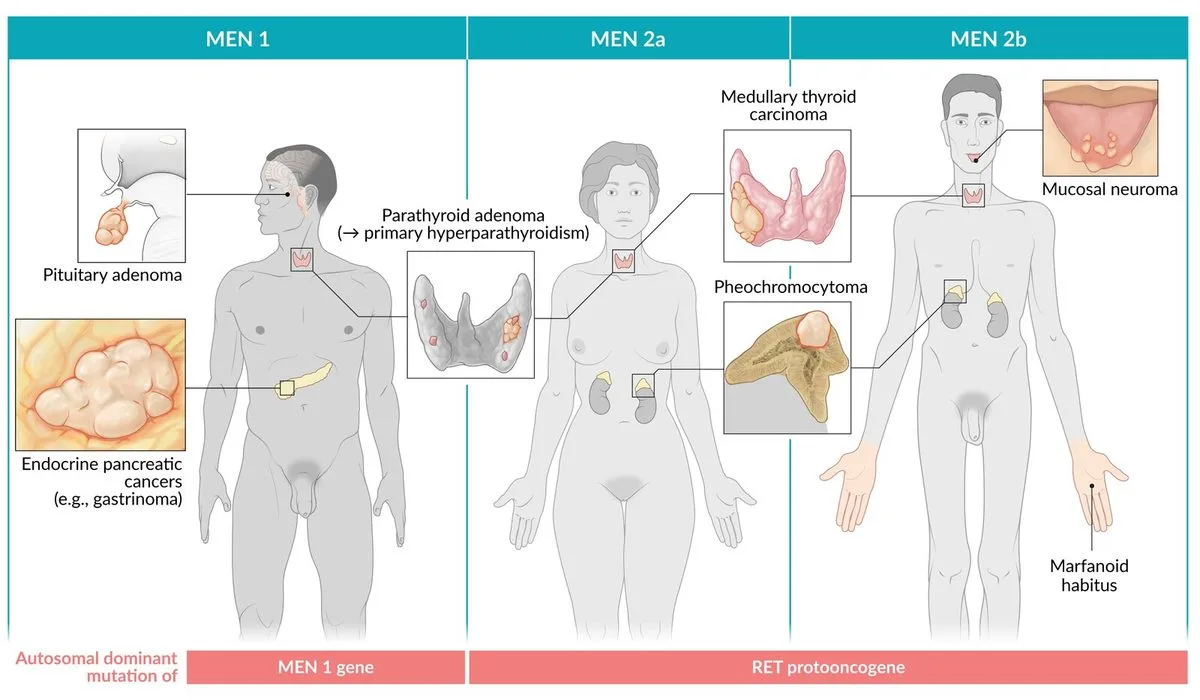 MEN 1
MEN 2a
MEN 2b
Medullary thyroid
carcinoma
Mucosal neuroma
Parathyroid adenoma
(→ primary hyperparathyroidism)
Pituitary adenoma
Pheochromocytoma
Endocrine pancreatic
cancers
(e.g., gastrinoma)
Marfanoid
habitus
Autosomal dominant
mutation of
MEN 1 gene
RET protooncogene